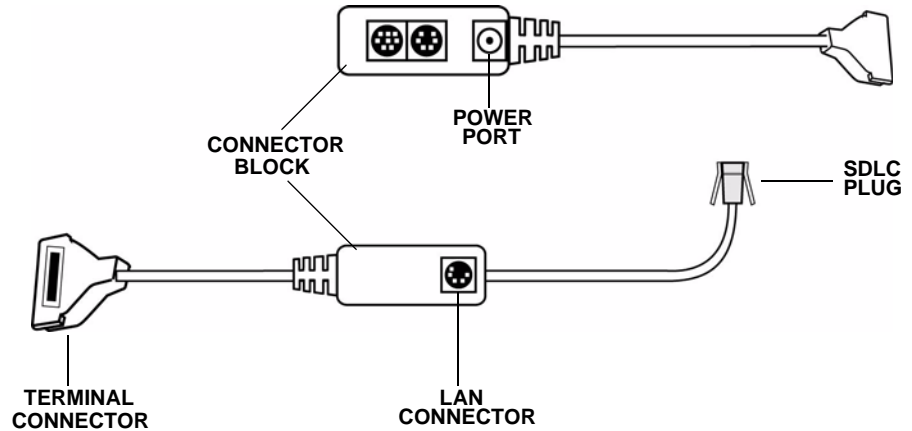 POWER
PORT
CONNECTOR
BLOCK
SDLC
PLUG
TERMINAL
CONNECTOR
LAN
CONNECTOR